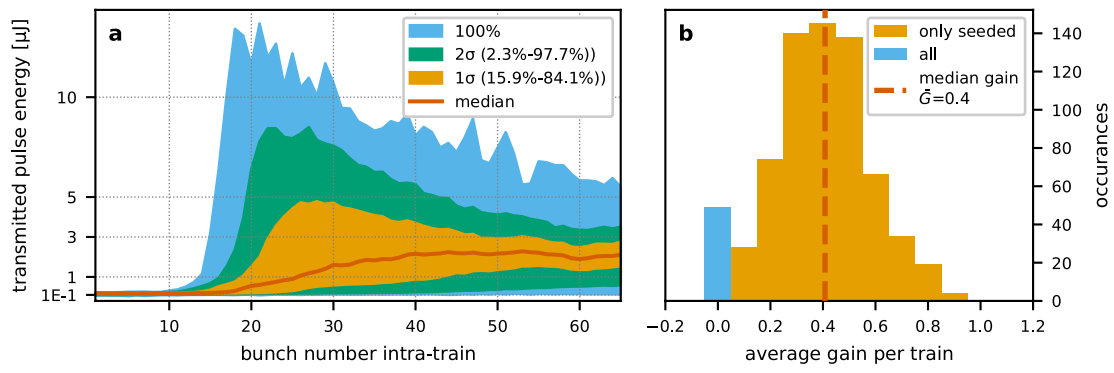 a
100%
2σ (2.3%-97.7%))
1σ (15.9%-84.1%))
median
transmitted pulse energy [μJ]
10
5
3
1
1E-1
10
20
30
40
50
60
bunch number intra-train
b
only seeded
all
median gain
Ḡ=0.4
140
120
100
80
60
40
20
0
occurances
−0.2
0.0
0.2
0.4
0.6
0.8
1.0
1.2
average gain per train